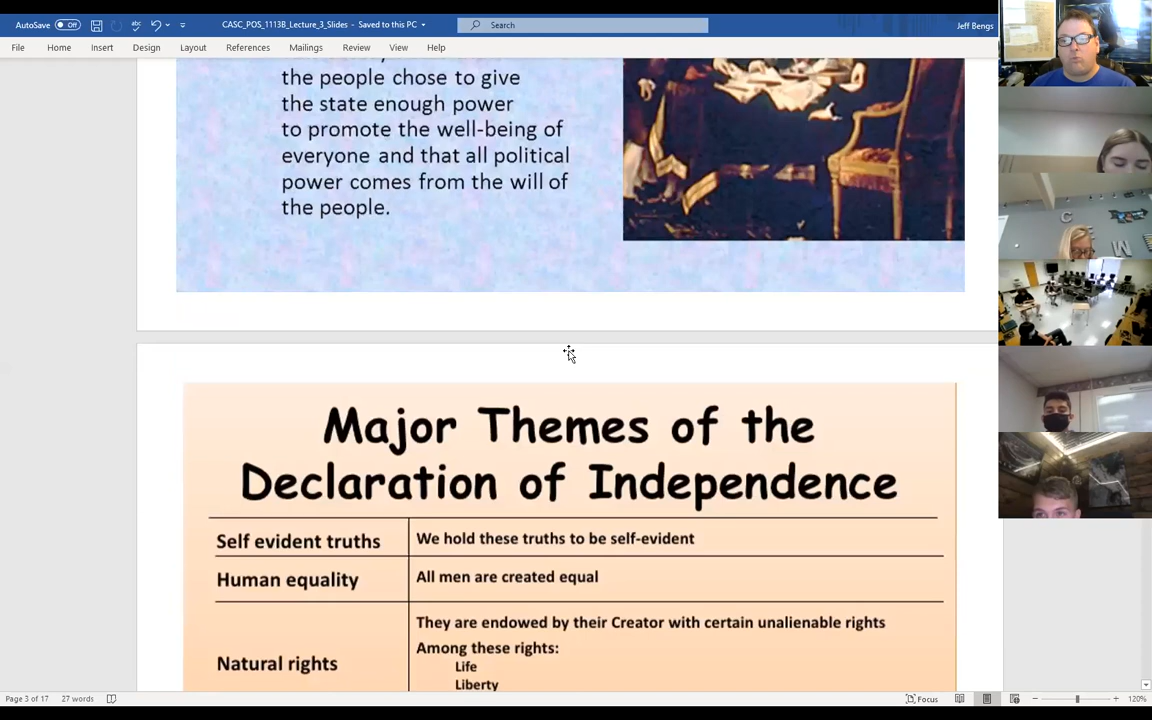 AutoSave
Off
CASC_POS_1113B_Lecture_3_Slides - Saved to this PC
Search
Jeff Bengs
File Home Insert Design Layout References Mailings Review View Help
the people chose to give
the state enough power
to promote the well-being of
everyone and that all political
power comes from the will of
the people.
Major Themes of the
Declaration of Independence
Self evident truths We hold these truths to be self-evident
Human equality All men are created equal
They are endowed by their Creator with certain unalienable rights
Among these rights:
Natural rights Life
Liberty
Page 3 of 17 27 words Focus 120%
C
E W